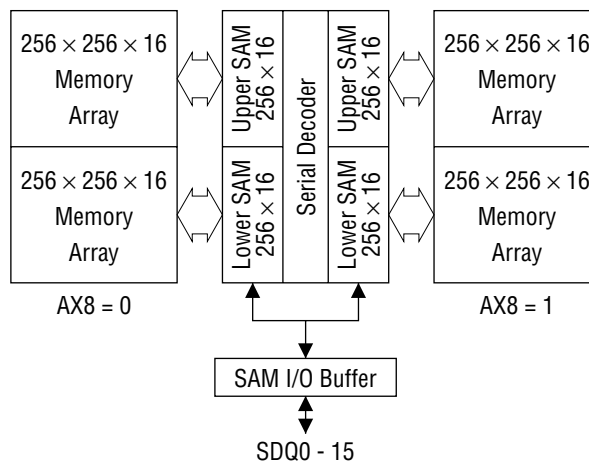 256 × 256 × 16
Memory
Array
256 × 256 × 16
Memory
Array
AX8 = 0
Upper SAM
256 × 16
Lower SAM
256 × 16
Serial Decoder
Upper SAM
256 × 16
Lower SAM
256 × 16
256 × 256 × 16
Memory
Array
256 × 256 × 16
Memory
Array
AX8 = 1
SAM I/O Buffer
SDQ0 - 15